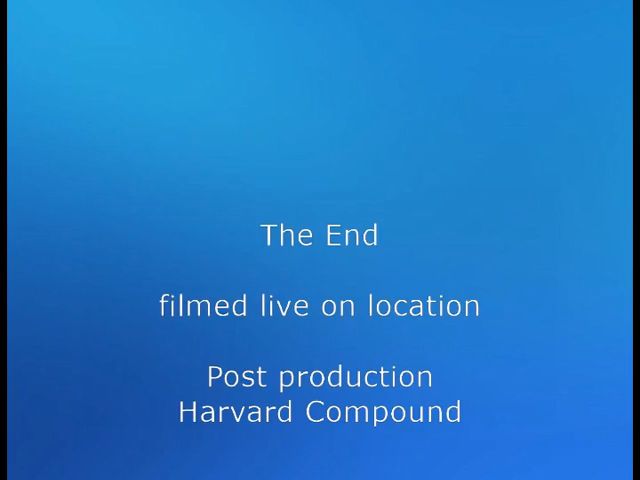 The End
filmed live on location
Post production
Harvard Compound